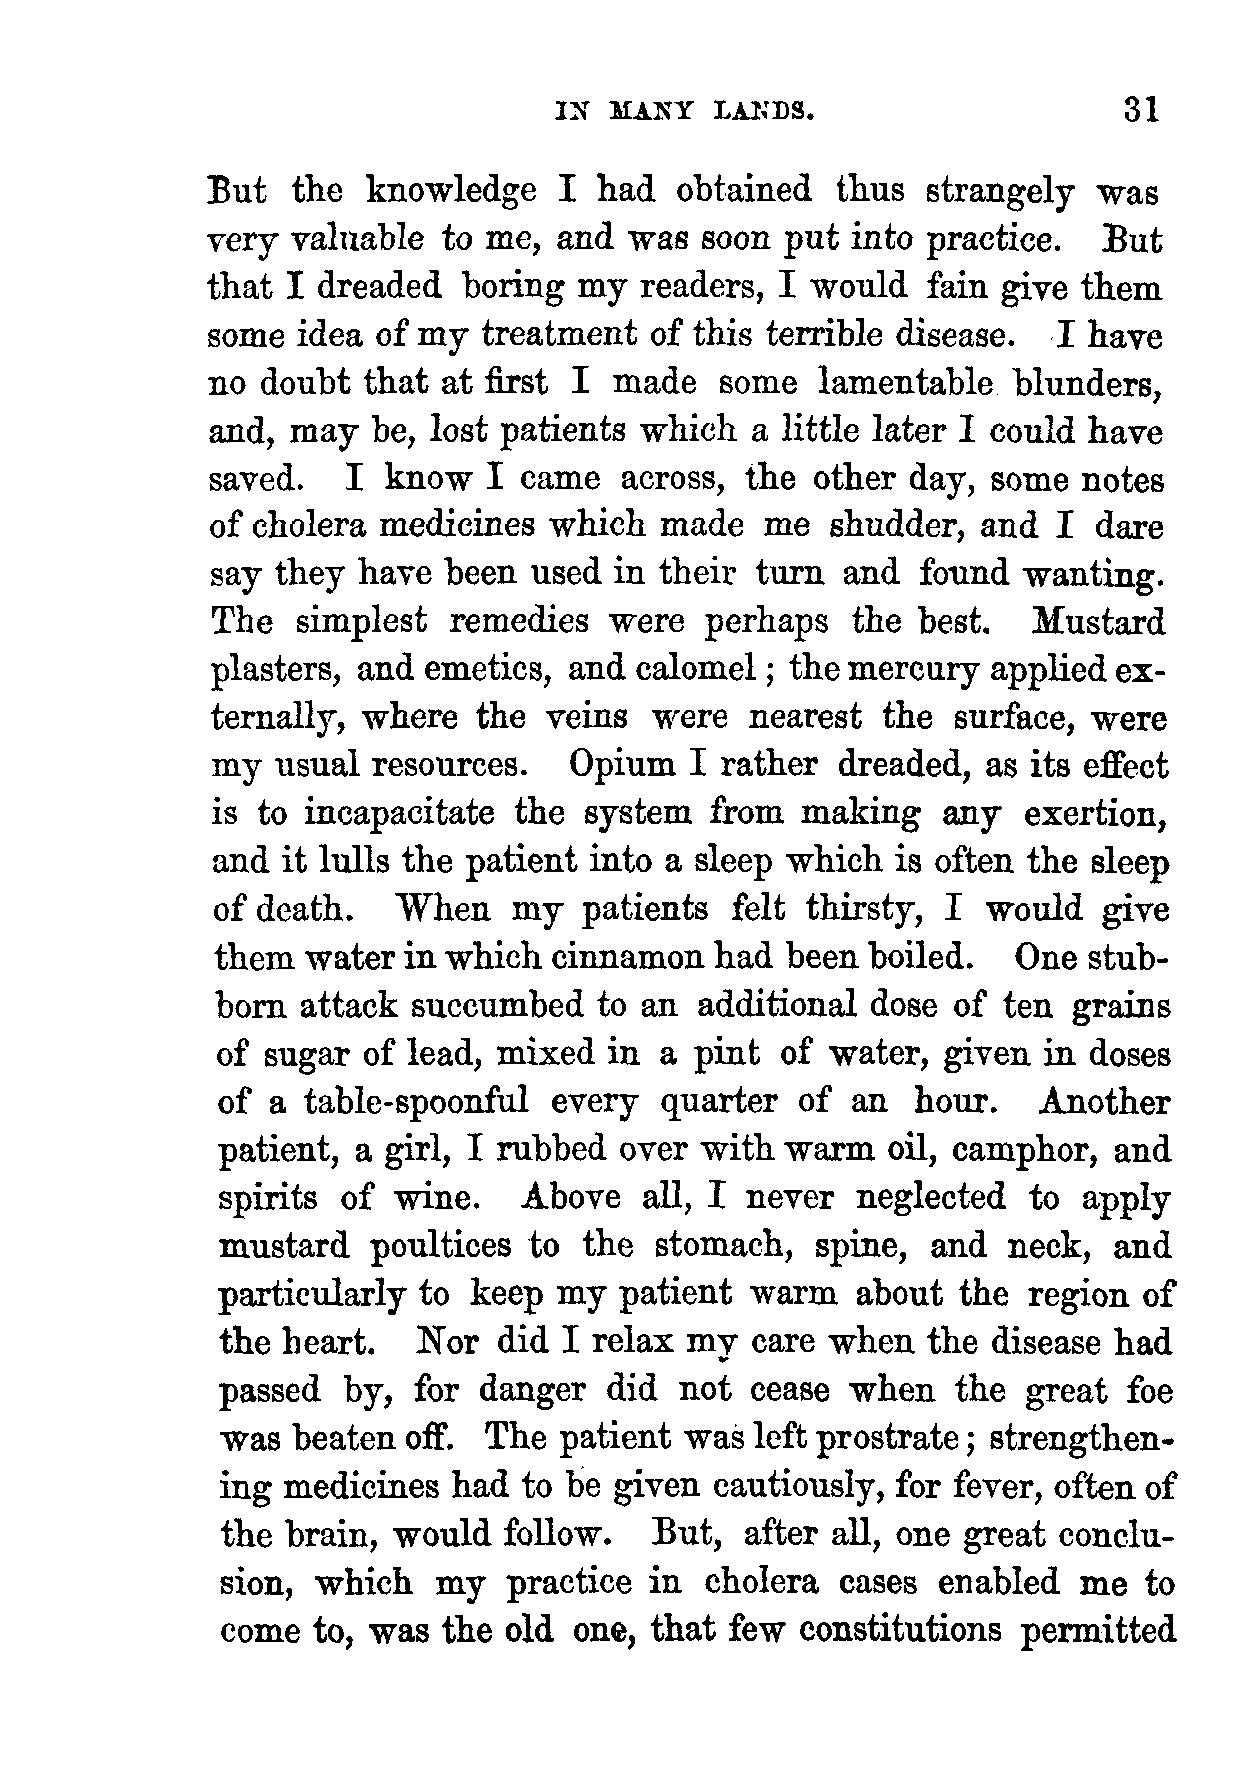 IN MANY LANDS. 31
But the knowledge I had obtained thus strangely was
very valuable to me, and was soon put into practice. But
that I dreaded boring my readers, I would fain give them
some idea of my treatment of this terrible disease. I have
no doubt that at first I made some lamentable blunders,
and, may be, lost patients which a little later I could have
saved. I know I came across, the other day, some notes
of cholera medicines which made me shudder, and I dare
say they have been used in their turn and found wanting.
The simplest remedies were perhaps the best. Mustard
plasters, and emetics, and calomel; the mercury applied ex-
ternally, where the veins were nearest the surface, were
my usual resources. Opium I rather dreaded, as its effect
is to incapacitate the system from making any exertion,
and it lulls the patient into a sleep which is often the sleep
of death. When my patients felt thirsty, I would give
them water in which cinnamon had been boiled. One stub-
born attack succumbed to an additional dose of ten grains
of sugar of lead, mixed in a pint of water, given in doses
of a table-spoonful every quarter of an hour. Another
patient, a girl, I rubbed over with warm oil, camphor, and
spirits of wine. Above all, I never neglected to apply
mustard poultices to the stomach, spine, and neck, and
particularly to keep my patient warm about the region of
the heart. Nor did I relax my care when the disease had
passed by, for danger did not cease when the great foe
was beaten off. The patient was left prostrate; strengthen-
ing medicines had to be given cautiously, for fever, often of
the brain, would follow. But, after all, one great conclu-
sion, which my practice in cholera cases enabled me to
come to, was the old one, that few constitutions permitted